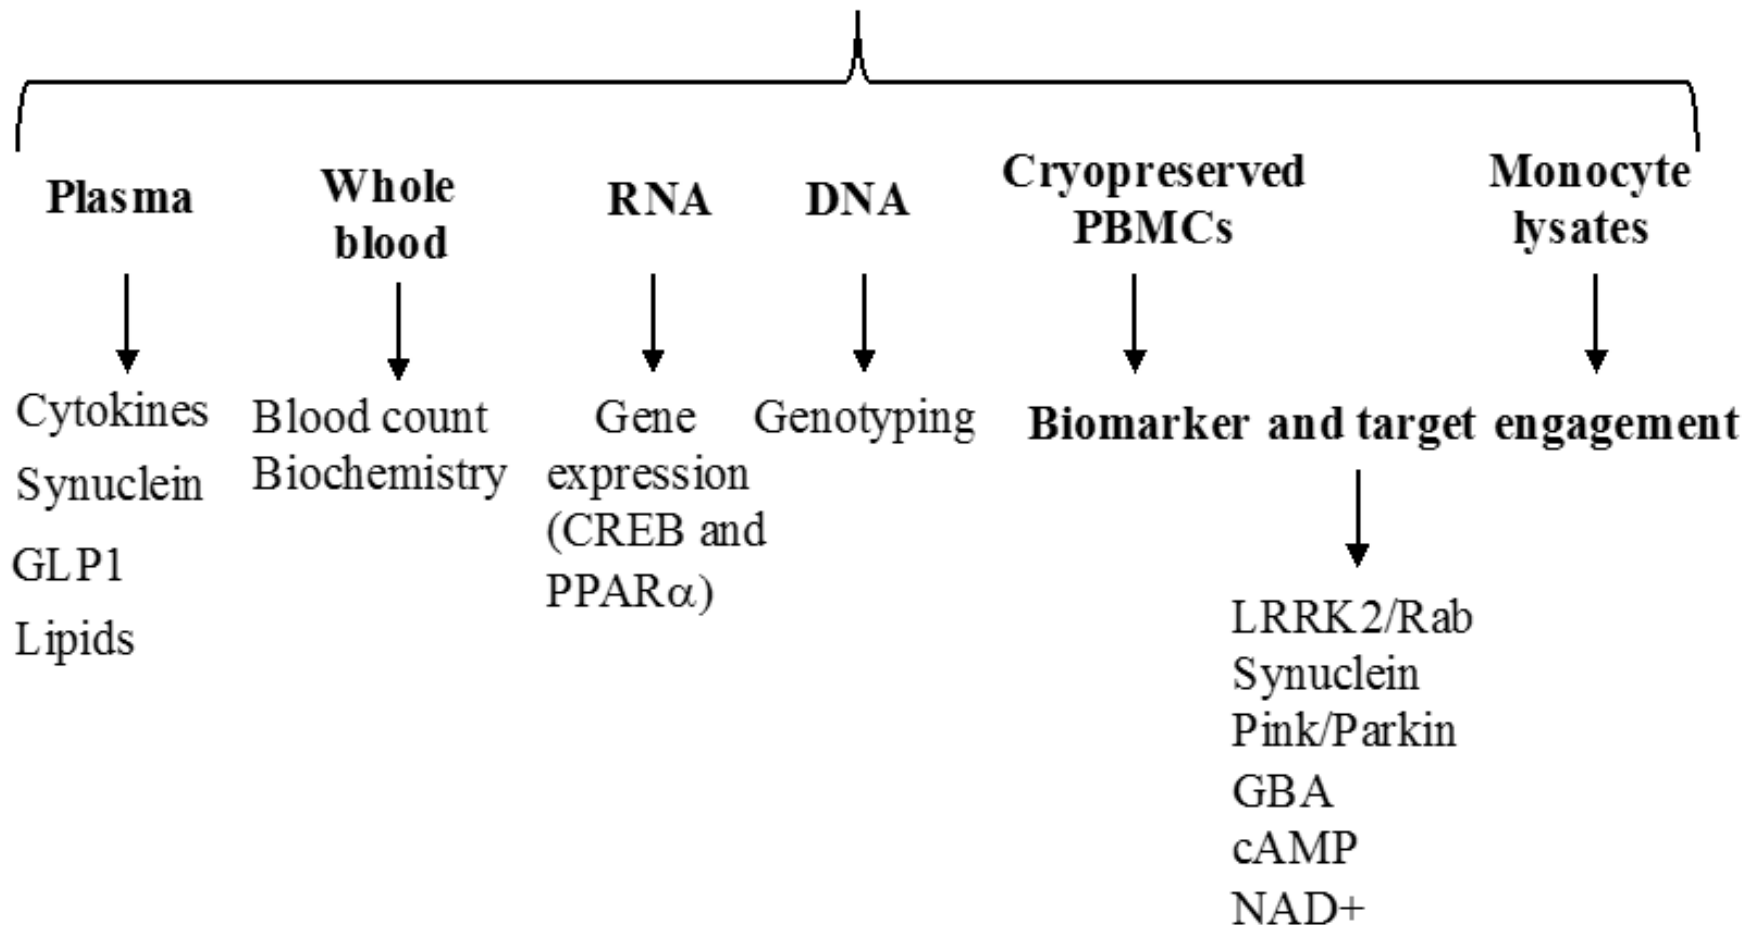 Plasma
Whole
blood
RNA
DNA
Cryopreserved
PBMCs
Monocyte
lysates
Cytokines
Synuclein
GLP1
Lipids
Blood count
Biochemistry
Gene
expression
(CREB and
PPARα)
Genotyping
Biomarker and target engagement
LRRK2/Rab
Synuclein
Pink/Parkin
GBA
cAMP
NAD+